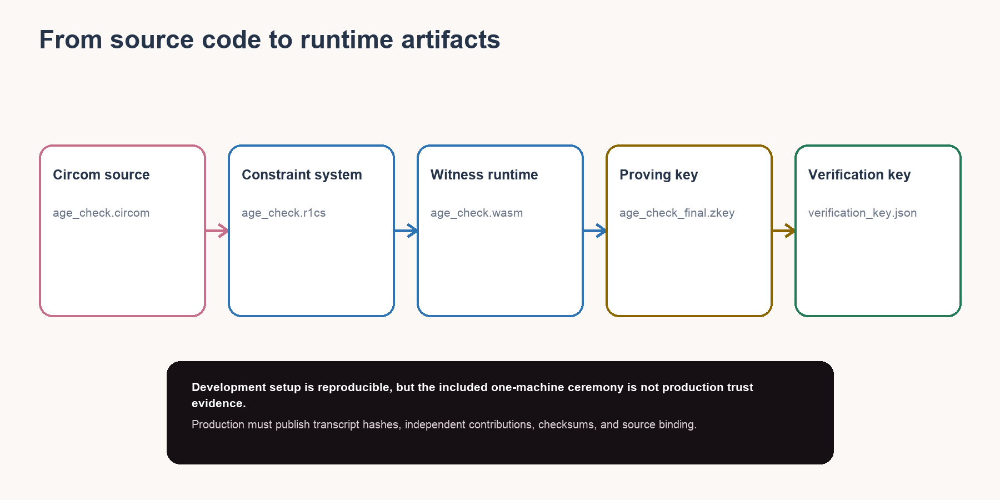 From source code to runtime artifacts
Circom source
age_check.circom
Constraint system
age_check.r1cs
Witness runtime
age_check.wasm
Proving key
age_check_final.zkey
Verification key
verification_key.json
Development setup is reproducible, but the included one-machine ceremony is not production trust
evidence.
Production must publish transcript hashes, independent contributions, checksums, and source binding.